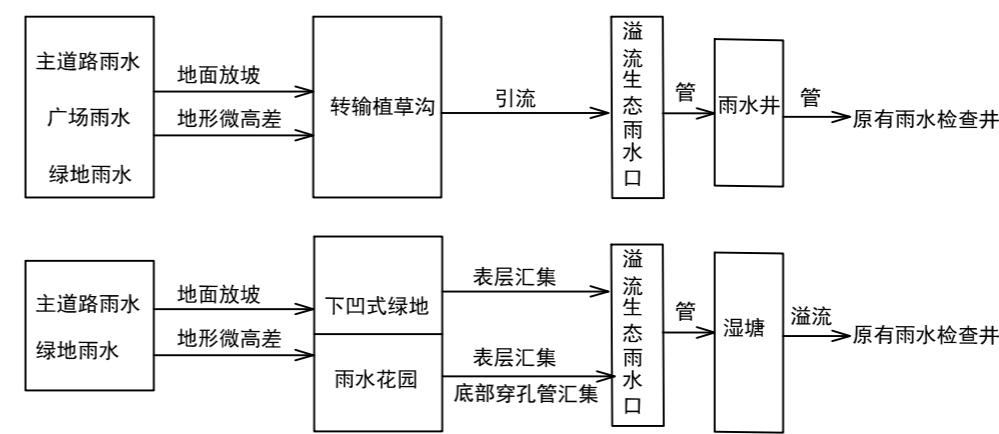 主道路雨水
广场雨水
绿地雨水
地面放坡
地形微高差
转输植草沟
引流
溢流生态雨水口
管
雨水井
管
原有雨水检查井
主道路雨水
绿地雨水
地面放坡
地形微高差
下凹式绿地
雨水花园
表层汇集
表层汇集
底部穿孔管汇集
溢流生态雨水口
管
湿塘
溢流
原有雨水检查井